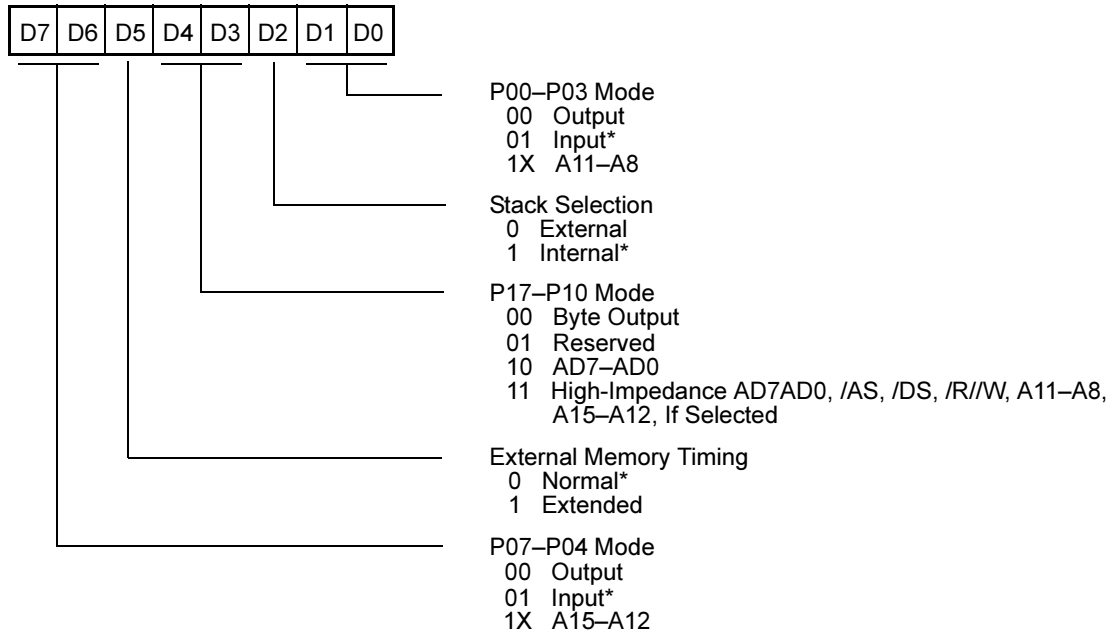 D7 D6 D5 D4 D3 D2 D1 D0
P00–P03 Mode
00 Output
01 Input*
1X A11–A8
Stack Selection
0 External
1 Internal*
P17–P10 Mode
00 Byte Output
01 Reserved
10 AD7–AD0
11 High-Impedance AD7AD0, /AS, /DS, /R//W, A11–A8,
A15–A12, If Selected
External Memory Timing
0 Normal*
1 Extended
P07–P04 Mode
00 Output
01 Input*
1X A15–A12